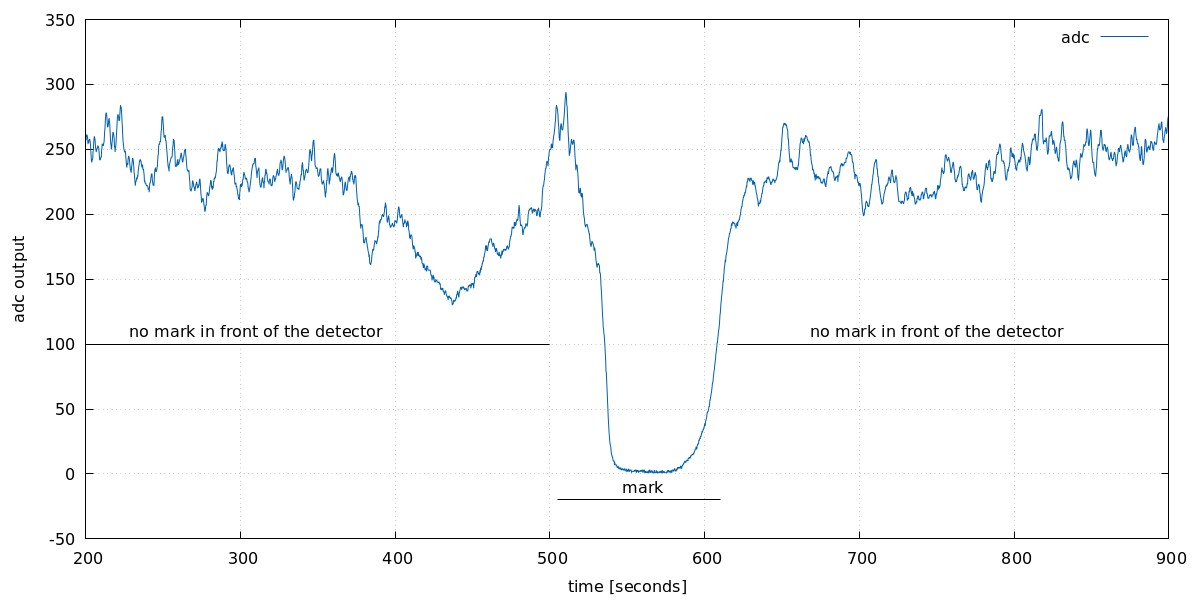 350
adc
300
250
200
150
adc output
no mark in front of the detector
no mark in front of the detector
100
50
0
mark
-50
200 300 400 500 600 700 800 900
time [seconds]